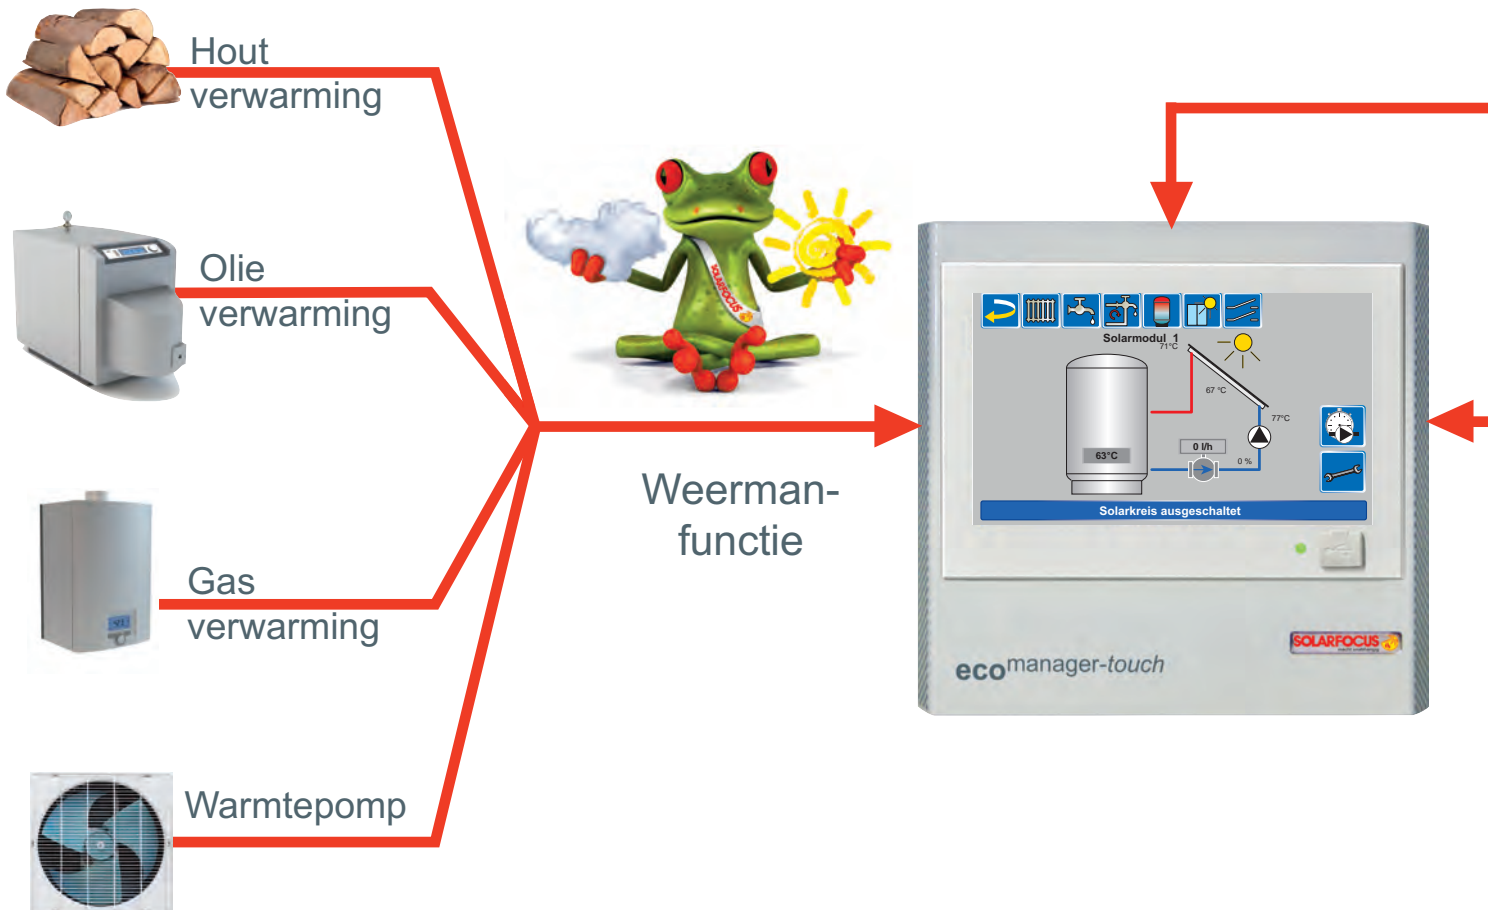 Hout
verwarming
Olie
verwarming
Gas
verwarming
Warmtepomp
SOLARFOCUS
Weerman-
functie
Solarmodul 1
71°C
67 °C
77°C
63°C
0 l/h
0 %
Solarkreis ausgeschaltet
SOLARFOCUS
ecomanager-touch